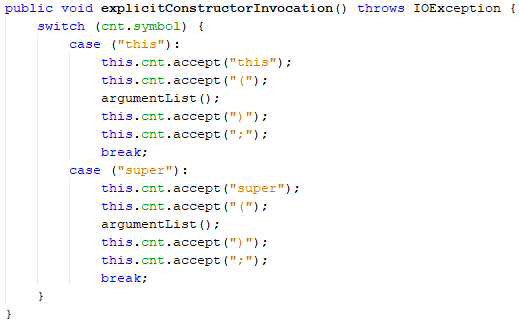 public void explicitConstructorInvocation() throws IOException {
    switch (cnt.symbol) {
        case ("this"):
            this.cnt.accept("this");
            this.cnt.accept("(");
            argumentList();
            this.cnt.accept(")");
            this.cnt.accept(";");
            break;
        case ("super"):
            this.cnt.accept("super");
            this.cnt.accept("(");
            argumentList();
            this.cnt.accept(")");
            this.cnt.accept(";");
            break;
    }
}